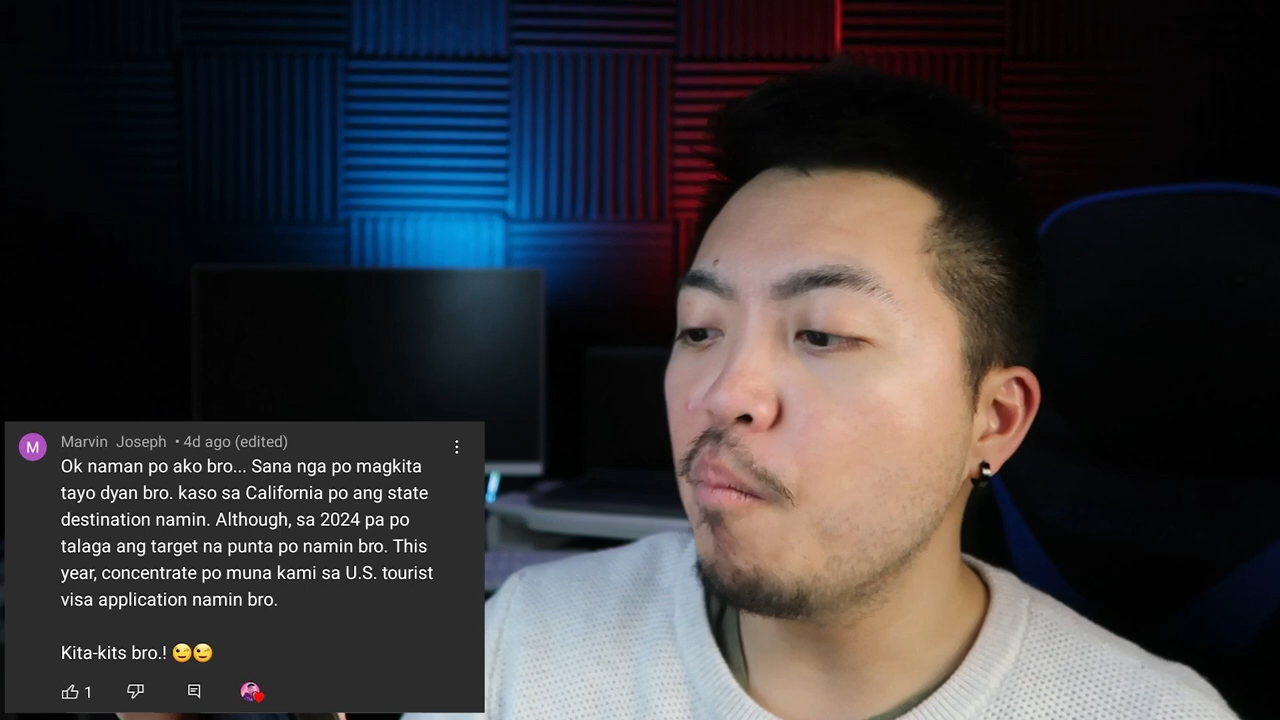 M
Marvin Joseph • 4d ago (edited)
Ok naman po ako bro... Sana nga po magkita
tayo dyan bro. kaso sa California po ang state
destination namin. Although, sa 2024 pa po
talaga ang target na punta po namin bro. This
year, concentrate po muna kami sa U.S. tourist
visa application namin bro.
Kita-kits bro.! 😉😉
1